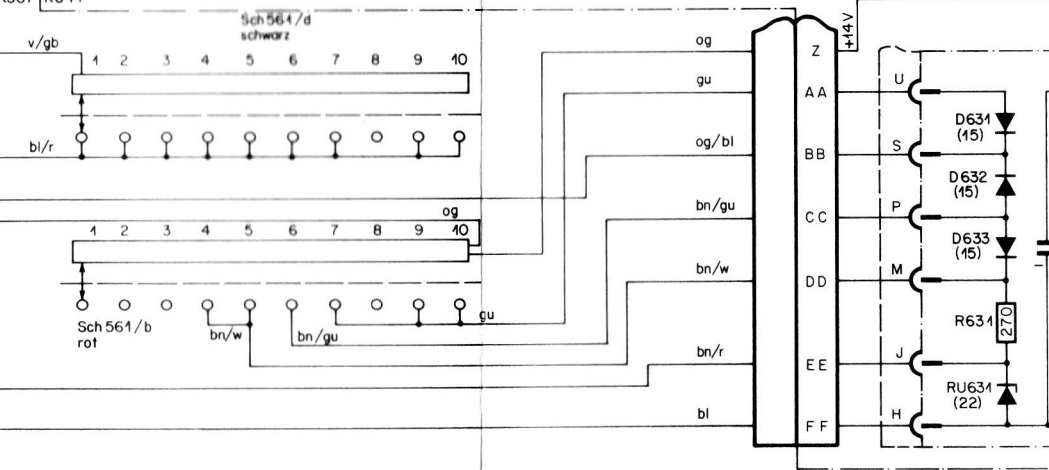 Sch 561/d
schwarz
v/gb
1 2 3 4 5 6 7 8 9 10
bl/r
og
1 2 3 4 5 6 7 8 9 10
Sch 561/b
rot
bn/w
bn/gu
gu
og
gu
og/bl
bn/gu
bn/w
bn/r
bl
+14V
Z
AA
BB
CC
DD
EE
FF
U
S
P
M
J
H
D631
(15)
D632
(15)
D633
(15)
R631
270
RU631
(22)